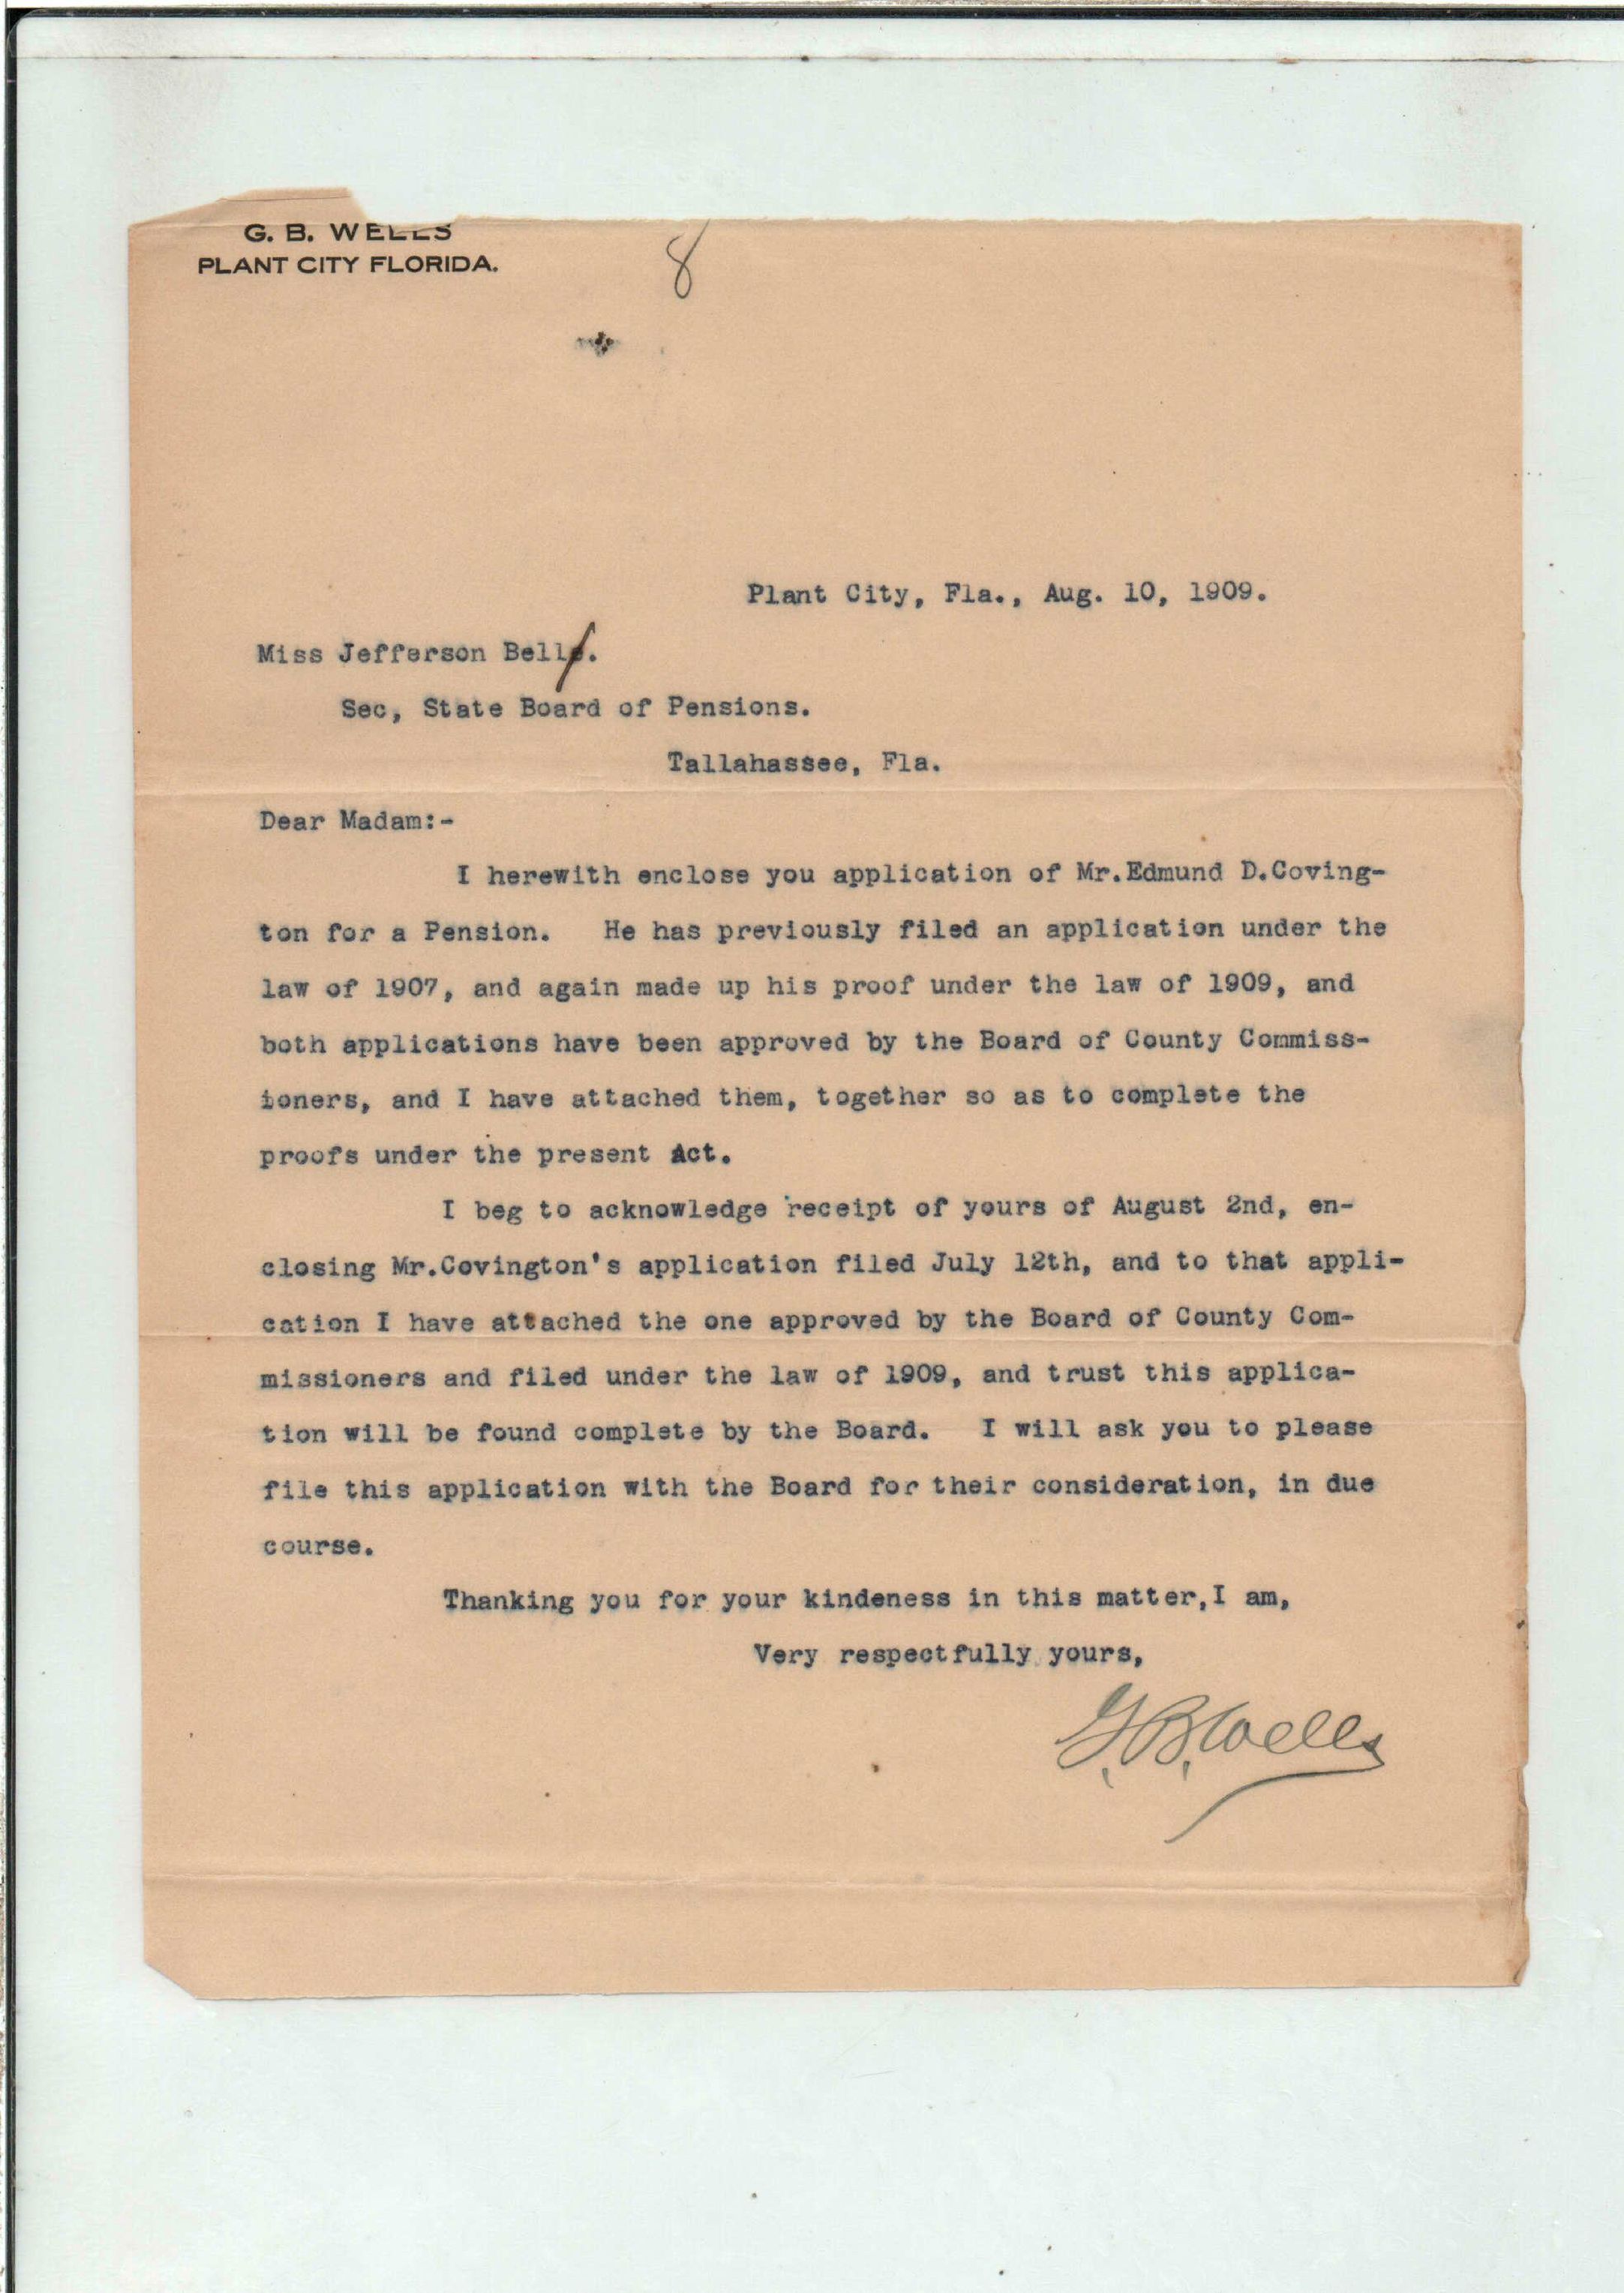 G. B. WELLS
PLANT CITY FLORIDA.
8
Plant City, Fla., Aug. 10, 1909.
Miss Jefferson Bell.
Sec, State Board of Pensions.
Tallahassee, Fla.
Dear Madam:-
I herewith enclose you application of Mr.Edmund D.Coving-
ton for a Pension. He has previously filed an application under the
law of 1907, and again made up his proof under the law of 1909, and
both applications have been approved by the Board of County Commiss-
ioners, and I have attached them, together so as to complete the
proofs under the present Act.
I beg to acknowledge receipt of yours of August 2nd, en-
closing Mr.Covington's application filed July 12th, and to that appli-
cation I have attached the one approved by the Board of County Com-
missioners and filed under the law of 1909, and trust this applica-
tion will be found complete by the Board. I will ask you to please
file this application with the Board for their consideration, in due
course.
Thanking you for your kindeness in this matter,I am,
Very respectfully yours,
G.B.Wells